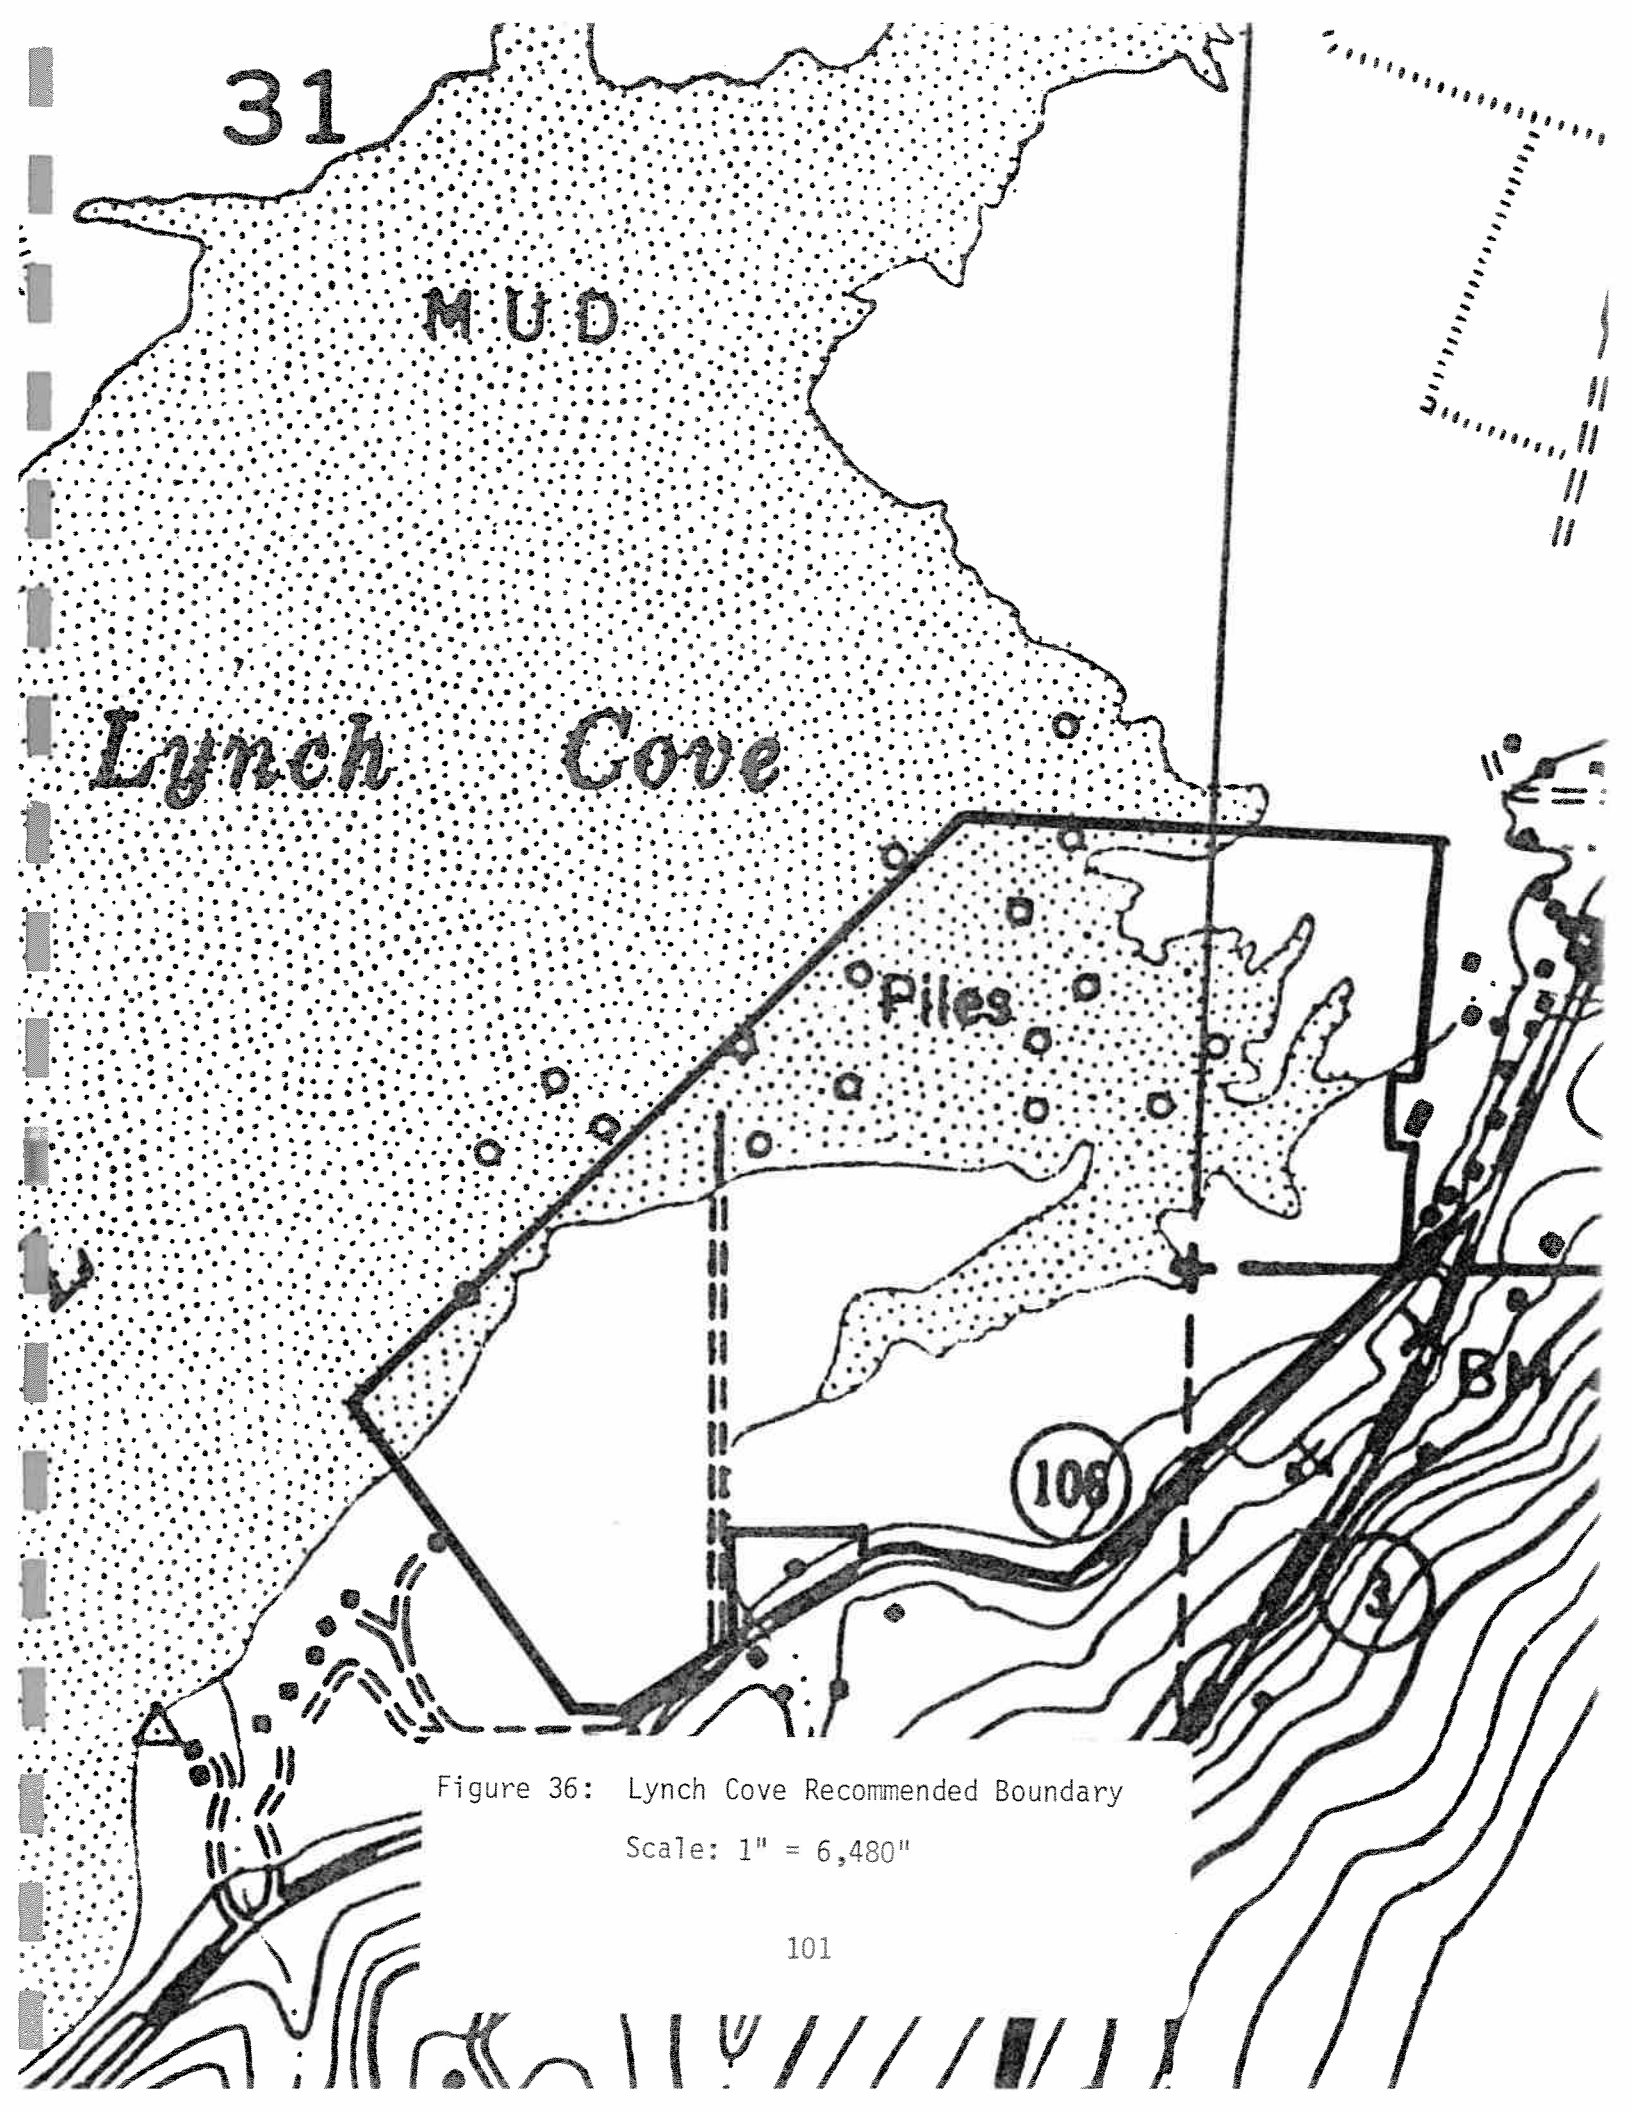 31
MUD
Lynch Cove
Piles
BM
106
3
Figure 36: Lynch Cove Recommended Boundary
Scale: 1" = 6,480"
101